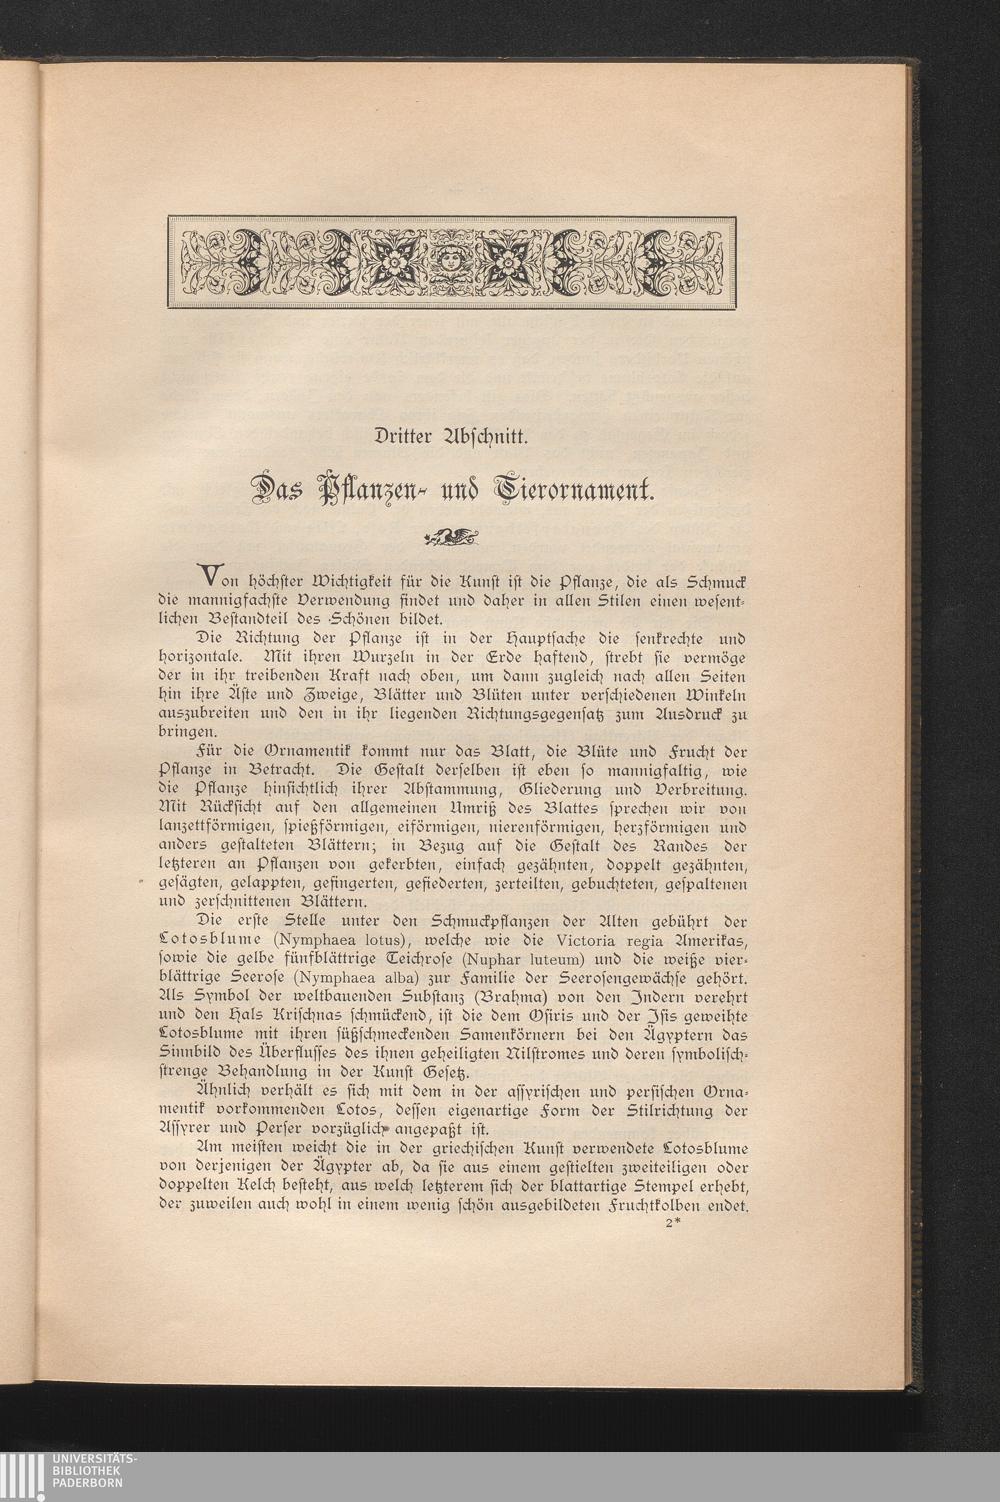 Dritter Abschnitt.
Das Pflanzen- und Tierornament.
Von höchster Wichtigkeit für die Kunst ist die Pflanze, die als Schmuck
die mannigfachste Verwendung findet und daher in allen Stilen einen wesent-
lichen Bestandteil des Schönen bildet.
Die Richtung der Pflanze ist in der Hauptsache die senkrechte und
horizontale. Mit ihren Wurzeln in der Erde haftend, strebt sie vermöge
der in ihr treibenden Kraft nach oben, um dann zugleich nach allen Seiten
hin ihre Äste und Zweige, Blätter und Blüten unter verschiedenen Winkeln
auszubreiten und den in ihr liegenden Richtungsgegensatz zum Ausdruck zu
bringen.
Für die Ornamentik kommt nur das Blatt, die Blüte und Frucht der
Pflanze in Betracht. Die Gestalt derselben ist eben so mannigfaltig, wie
die Pflanze hinsichtlich ihrer Abstammung, Gliederung und Verbreitung.
Mit Rücksicht auf den allgemeinen Umriß des Blattes sprechen wir von
lanzettförmigen, spießförmigen, eiförmigen, nierenförmigen, herzförmigen und
anders gestalteten Blättern; in Bezug auf die Gestalt des Randes der
letzteren an Pflanzen von gekerbten, einfach gezähnten, doppelt gezähnten,
gesägten, gelappten, gefingerten, gefiederten, zerteilten, gebuchteten, gespaltenen
und zerschnittenen Blättern.
Die erste Stelle unter den Schmuckpflanzen der Alten gebührt der
Lotosblume (Nymphaea lotus), welche wie die Victoria regia Amerikas,
sowie die gelbe fünfblättrige Teichrose (Nuphar luteum) und die weiße vier-
blättrige Seerose (Nymphaea alba) zur Familie der Seerosengewächse gehört.
Als Symbol der weltbauenden Substanz (Brahma) von den Indern verehrt
und den Hals Krischnas schmückend, ist die dem Osiris und der Isis geweihte
Lotosblume mit ihren süßschmeckenden Samenkörnern bei den Ägyptern das
Sinnbild des Überflusses des ihnen geheiligten Nilstromes und deren symbolisch-
strenge Behandlung in der Kunst Gesetz.
Ähnlich verhält es sich mit dem in der assyrischen und persischen Orna-
mentik vorkommenden Lotos, dessen eigenartige Form der Stilrichtung der
Assyrer und Perser vorzüglich angepaßt ist.
Am meisten weicht die in der griechischen Kunst verwendete Lotosblume
von derjenigen der Ägypter ab, da sie aus einem gestielten zweiteiligen oder
doppelten Kelch besteht, aus welch letzterem sich der blattartige Stempel erhebt,
der zuweilen auch wohl in einem wenig schön ausgebildeten Fruchtkolben endet.
2*
UNIVERSITÄTS-
BIBLIOTHEK
PADERBORN